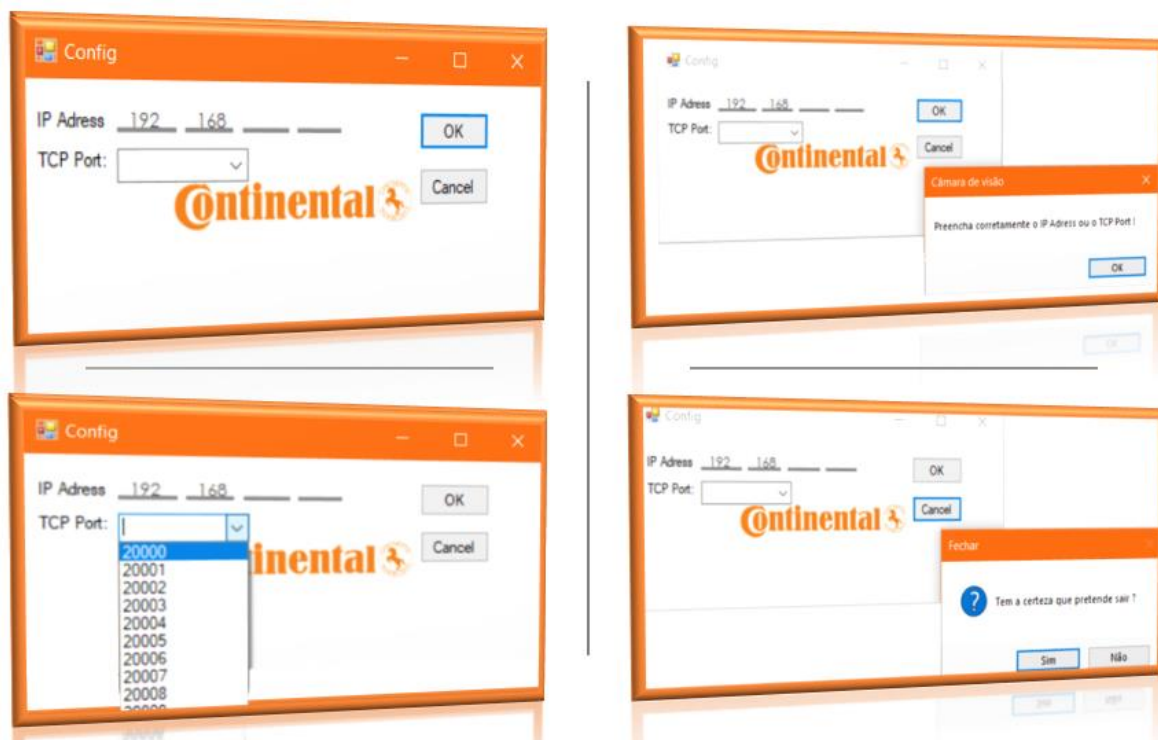 Config
IP Adress 192 168
OK
TCP Port:
Cancel
Continental
Config
IP Adress 192 168
OK
TCP Port:
Cancel
Continental
Câmara de visão
Preencha corretamente o IP Adress ou o TCP Port !
OK
Config
IP Adress 192 168
OK
TCP Port:
Cancel
inental
20000
20001
20002
20003
20004
20005
20006
20007
20008
Config
IP Adress 192 168
OK
TCP Port:
Cancel
Continental
Fechar
Tem a certeza que pretende sair ?
Sim Não